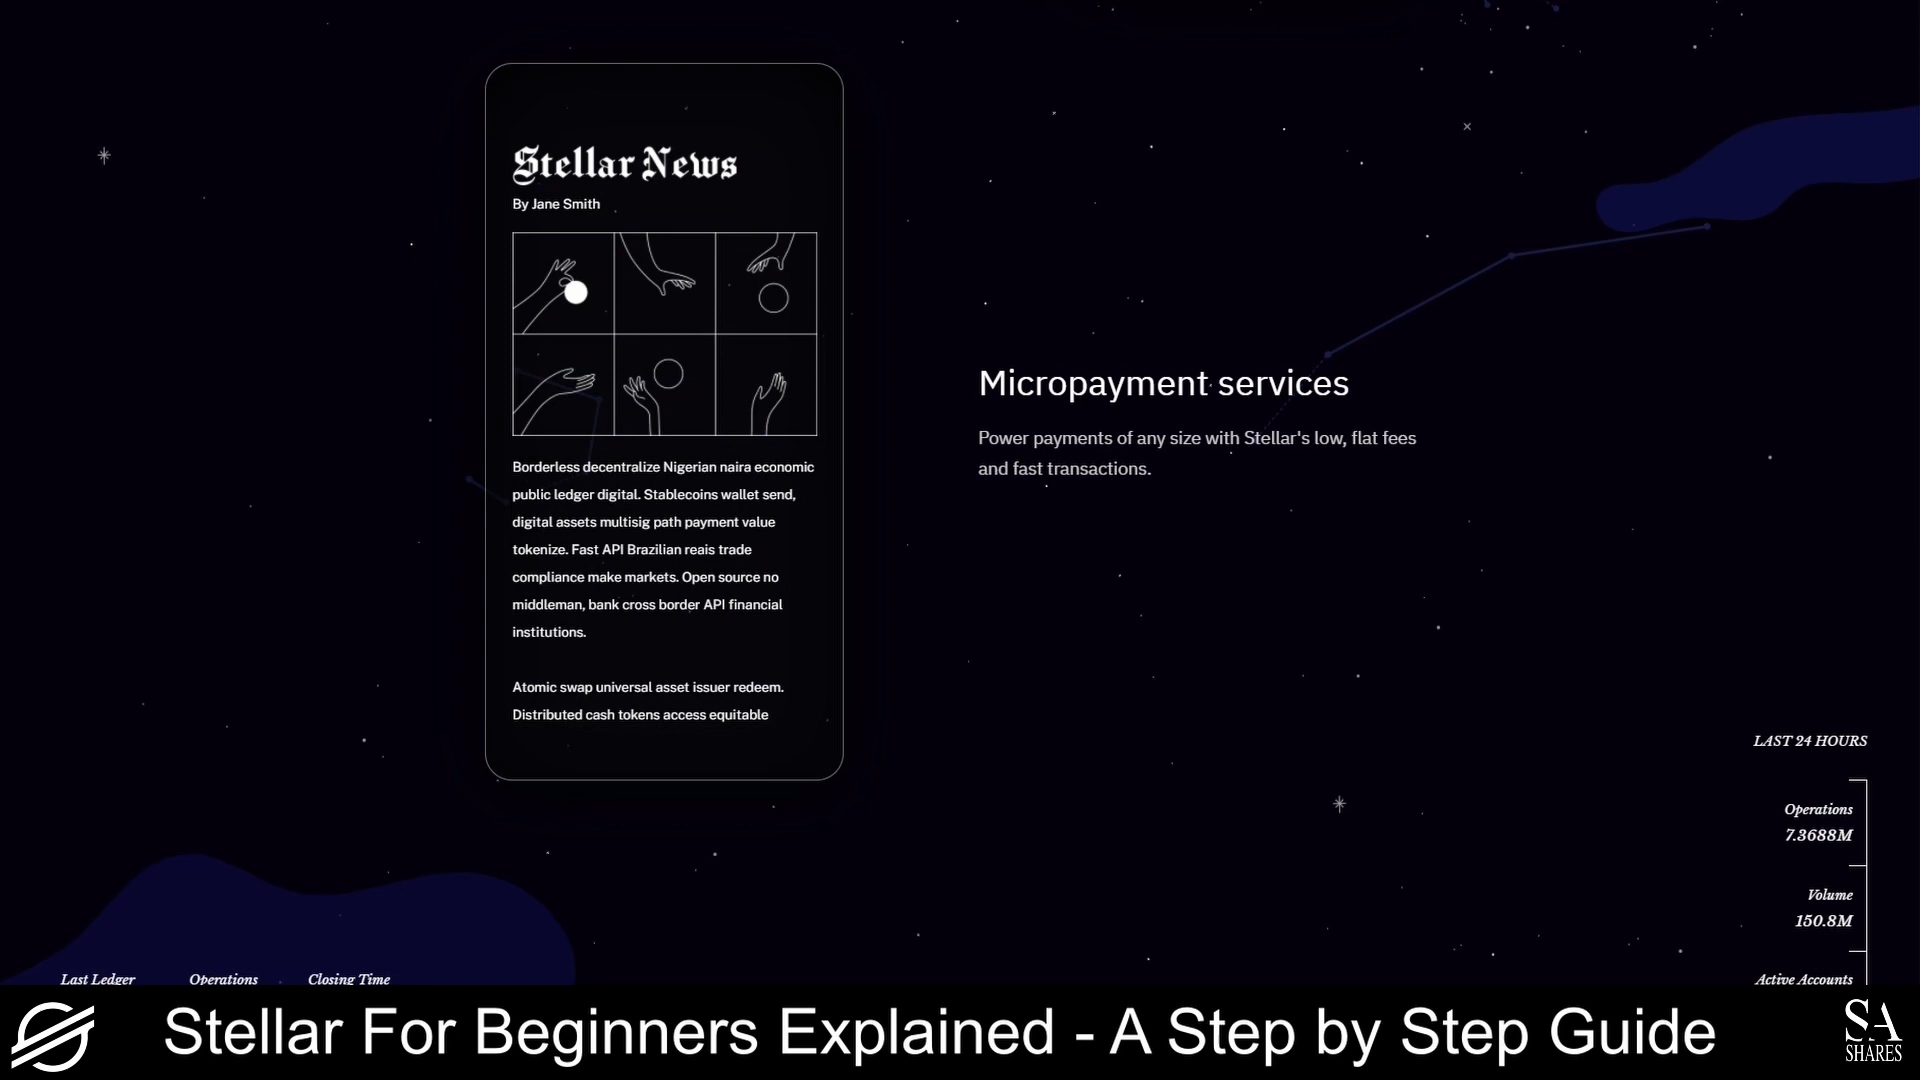 Stellar News
By Jane Smith
Borderless decentralize Nigerian naira economic
public ledger digital. Stablecoins wallet send,
digital assets multisig path payment value
tokenize. Fast API Brazilian reais trade
compliance make markets. Open source no
middleman, bank cross border API financial
institutions.
Atomic swap universal asset issuer redeem.
Distributed cash tokens access equitable
Micropayment services
Power payments of any size with Stellar's low, flat fees
and fast transactions.
LAST 24 HOURS
Operations
7.3688M
Volume
150.8M
Active Accounts
Last Ledger
Operations
Closing Time
Stellar For Beginners Explained - A Step by Step Guide
SA
SHARES